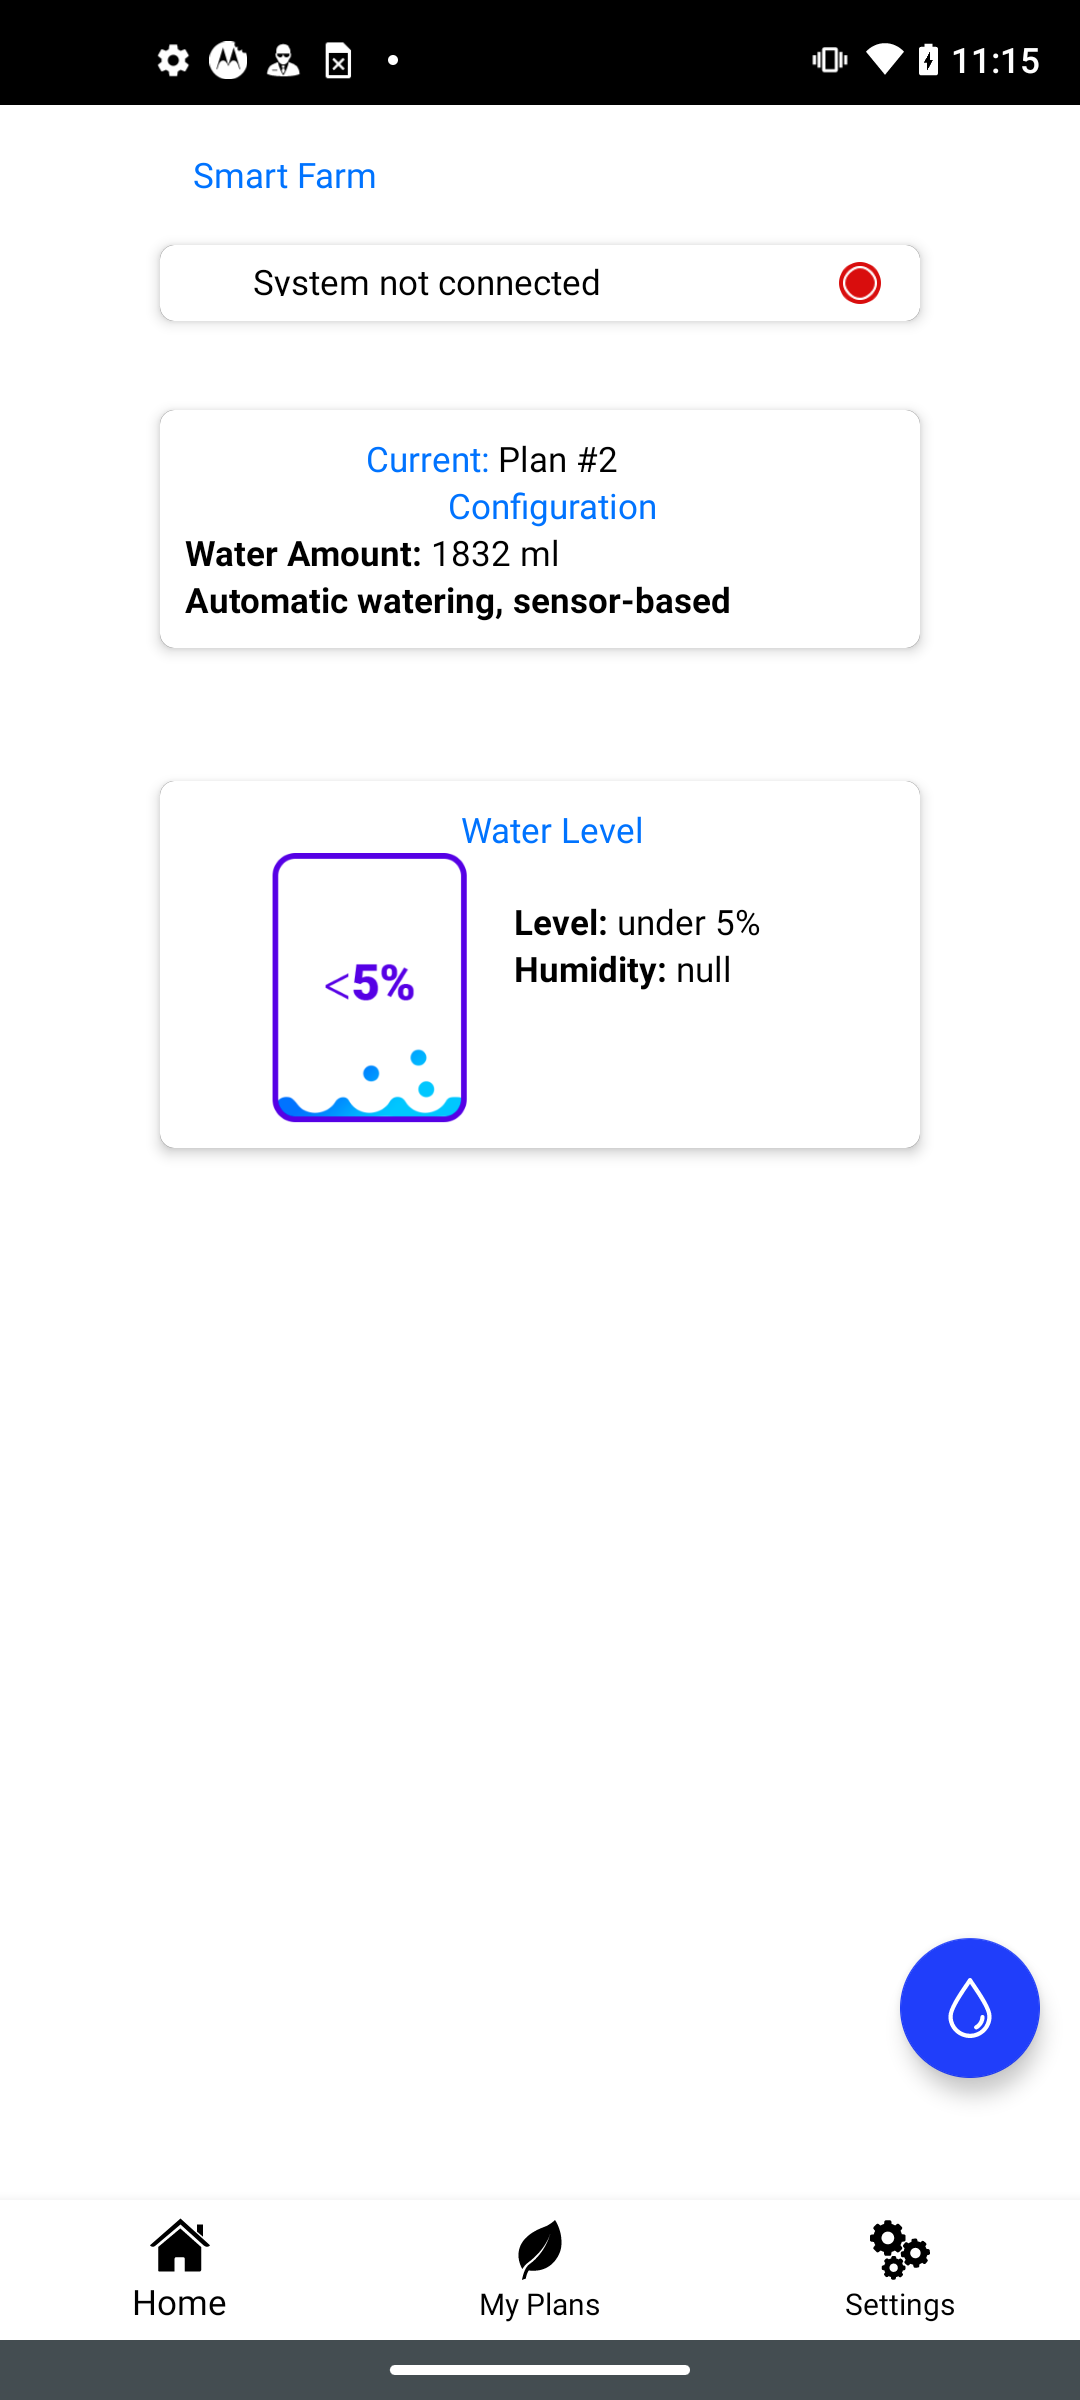 11:15
Smart Farm
System not connected
Current: Plan #2
Configuration
Water Amount: 1832 ml
Automatic watering, sensor-based
Water Level
<5%
Level: under 5%
Humidity: null
Home
My Plans
Settings